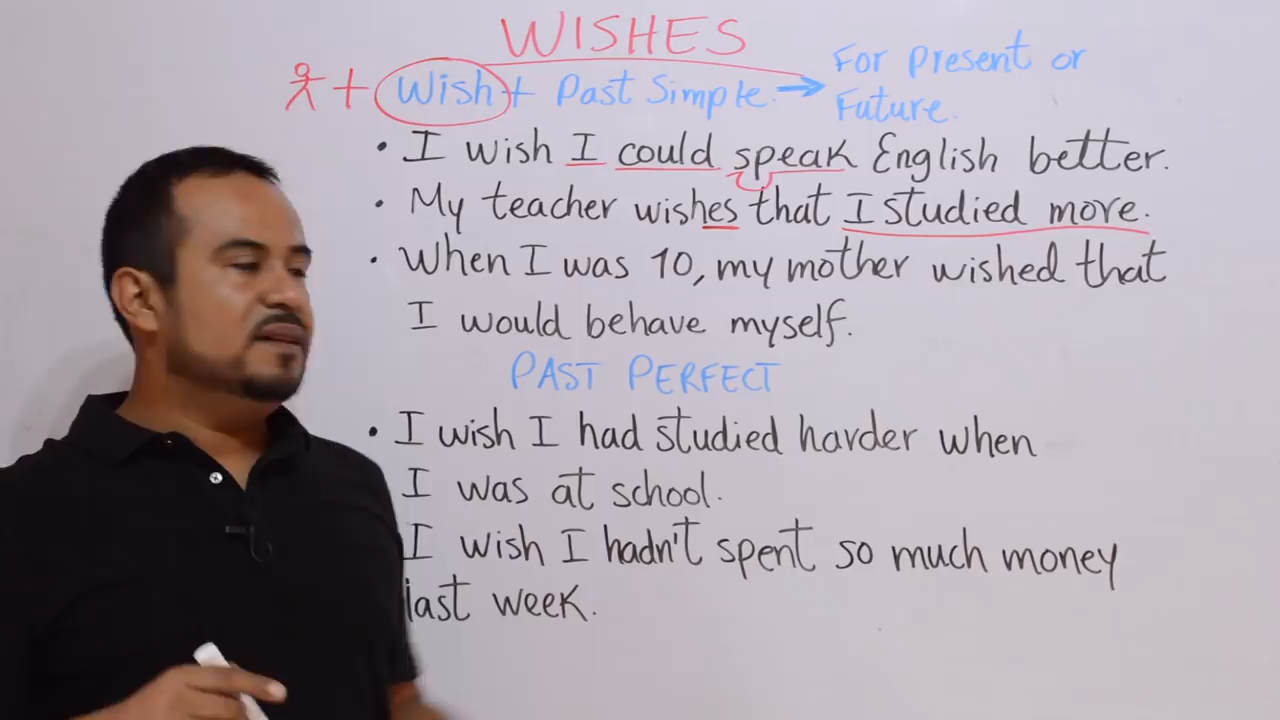 WISHES
+ Wish + Past Simple. → For Present or
Future.
• I wish I could speak English better.
• My teacher wishes that I studied more.
• When I was 10, my mother wished that
I would behave myself.
PAST PERFECT
• I wish I had studied harder when
I was at school.
I wish I hadn't spent so much money
last week.